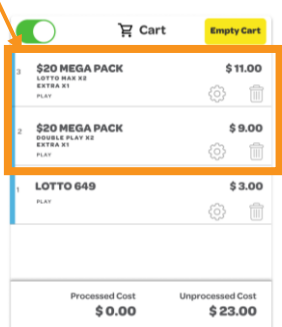 Cart
Empty Cart
3
$20 MEGA PACK
$11.00
LOTTO MAX X2
EXTRA X1
PLAY
2
$20 MEGA PACK
$9.00
DOUBLE PLAY X2
EXTRA X1
PLAY
1
LOTTO 649
$3.00
PLAY
Processed Cost
Unprocessed Cost
$0.00
$23.00